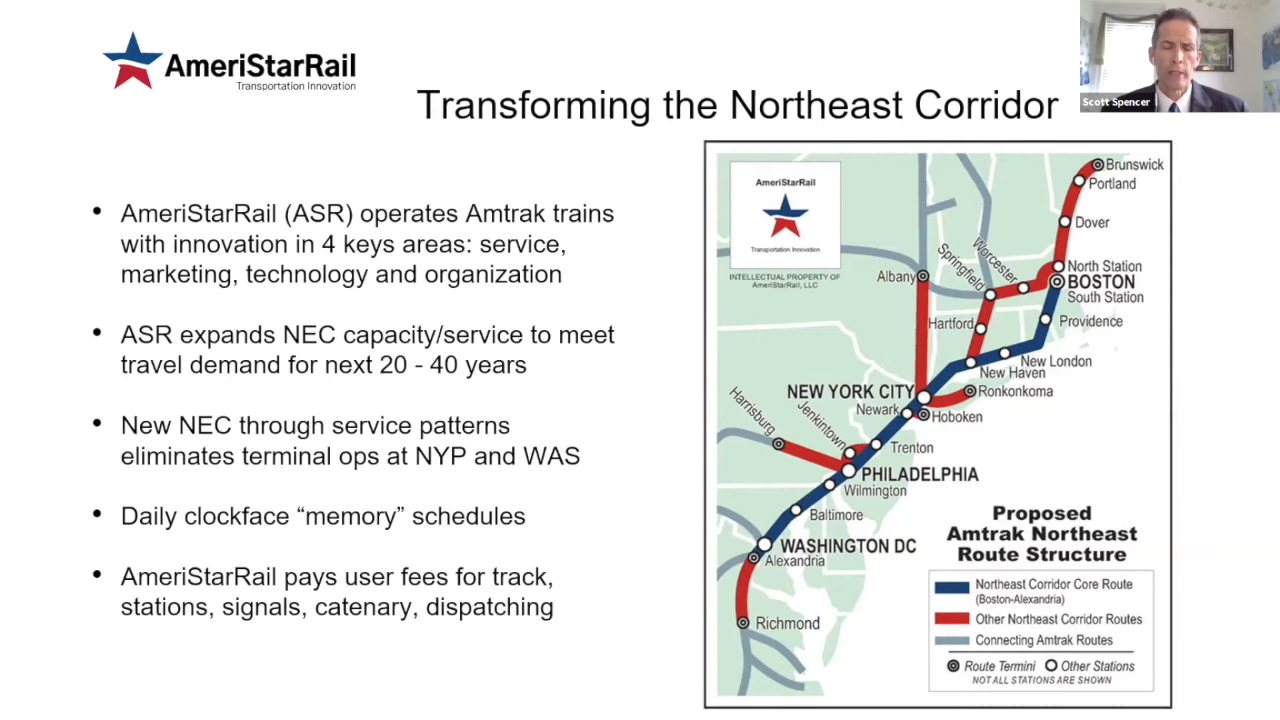 AmeriStarRail
Transportation Innovation
Transforming the Northeast Corridor
Scott Spencer
• AmeriStarRail (ASR) operates Amtrak trains
with innovation in 4 keys areas: service,
marketing, technology and organization
• ASR expands NEC capacity/service to meet
travel demand for next 20 - 40 years
• New NEC through service patterns
eliminates terminal ops at NYP and WAS
• Daily clockface “memory” schedules
• AmeriStarRail pays user fees for track,
stations, signals, catenary, dispatching
AmeriStarRail
Transportation Innovation
INTELLECTUAL PROPERTY OF
AmeriStarRail, LLC
Brunswick
Portland
Dover
North Station
BOSTON
South Station
Worcester
Springfield
Albany
Hartford
Providence
New London
New Haven
NEW YORK CITY
Ronkonkoma
Newark
Hoboken
Harrisburg
Jenkintown
Trenton
PHILADELPHIA
Wilmington
Baltimore
WASHINGTON DC
Alexandria
Richmond
Proposed
Amtrak Northeast
Route Structure
Northeast Corridor Core Route
(Boston-Alexandria)
Other Northeast Corridor Routes
Connecting Amtrak Routes
Route Termini Other Stations
NOT ALL STATIONS ARE SHOWN